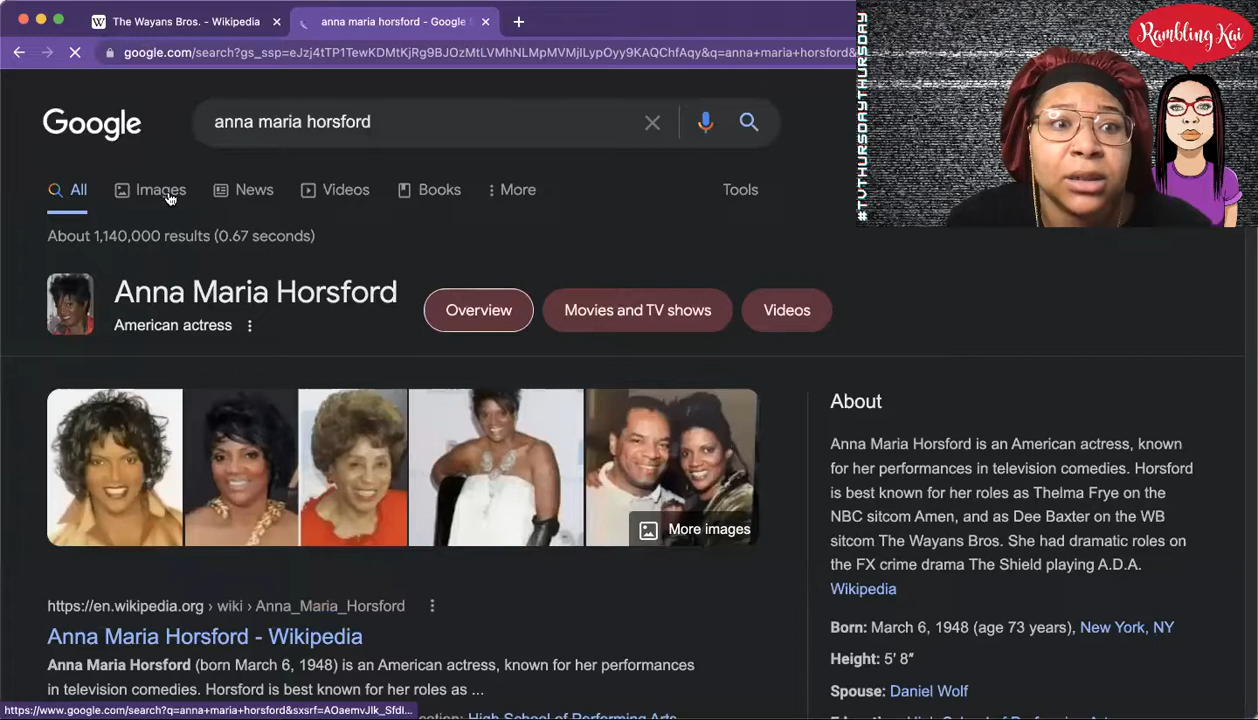 The Wayans Bros. - Wikipedia
anna maria horsford - Google
google.com/search?gs_ssp=eJzj4tTP1TewKDMtKjRg9BJOzMtLVMhNLMpMVMjILypOyy9KAQChfAqy&q=anna+maria+horsford&
Rambling Kai
#TVTHURSDAYTHURSDAY
Google
anna maria horsford
All
Images
News
Videos
Books
More
Tools
About 1,140,000 results (0.67 seconds)
Anna Maria Horsford
American actress
Overview
Movies and TV shows
Videos
More images
About
Anna Maria Horsford is an American actress, known
for her performances in television comedies. Horsford
is best known for her roles as Thelma Frye on the
NBC sitcom Amen, and as Dee Baxter on the WB
sitcom The Wayans Bros. She had dramatic roles on
the FX crime drama The Shield playing A.D.A.
Wikipedia
Born: March 6, 1948 (age 73 years), New York, NY
Height: 5′ 8″
Spouse: Daniel Wolf
https://en.wikipedia.org › wiki › Anna_Maria_Horsford
Anna Maria Horsford - Wikipedia
Anna Maria Horsford (born March 6, 1948) is an American actress, known for her performances
in television comedies. Horsford is best known for her roles as ...
High School of Performing Arts
https://www.google.com/search?q=anna+maria+horsford&sxsrf=AOaemvJlk_Sfdl...